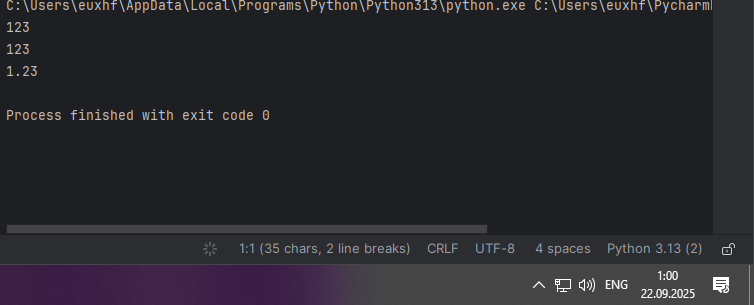 C:\Users\euxhf\AppData\Local\Programs\Python\Python313\python.exe C:\Users\euxhf\Pycharm
123
123
1.23
Process finished with exit code 0
1:1 (35 chars, 2 line breaks) CRLF UTF-8 4 spaces Python 3.13 (2)
ENG 1:00
22.09.2025